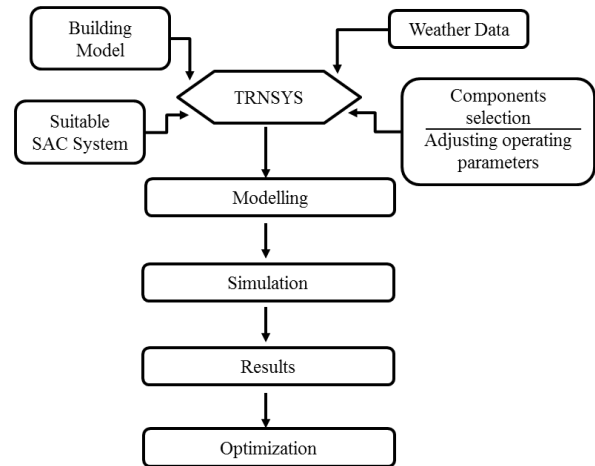 Building
Model
Weather Data
TRNSYS
Suitable
SAC System
Components
selection
Adjusting operating
parameters
Modelling
Simulation
Results
Optimization